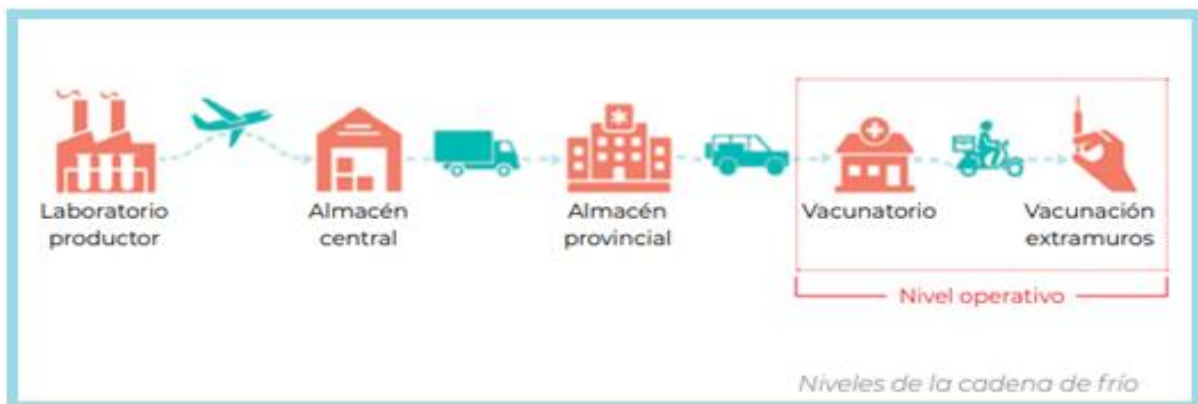 Laboratorio
productor
Almacén
central
Almacén
provincial
Vacunatorio
Vacunación
extramuros
Nivel operativo
Niveles de la cadena de frío